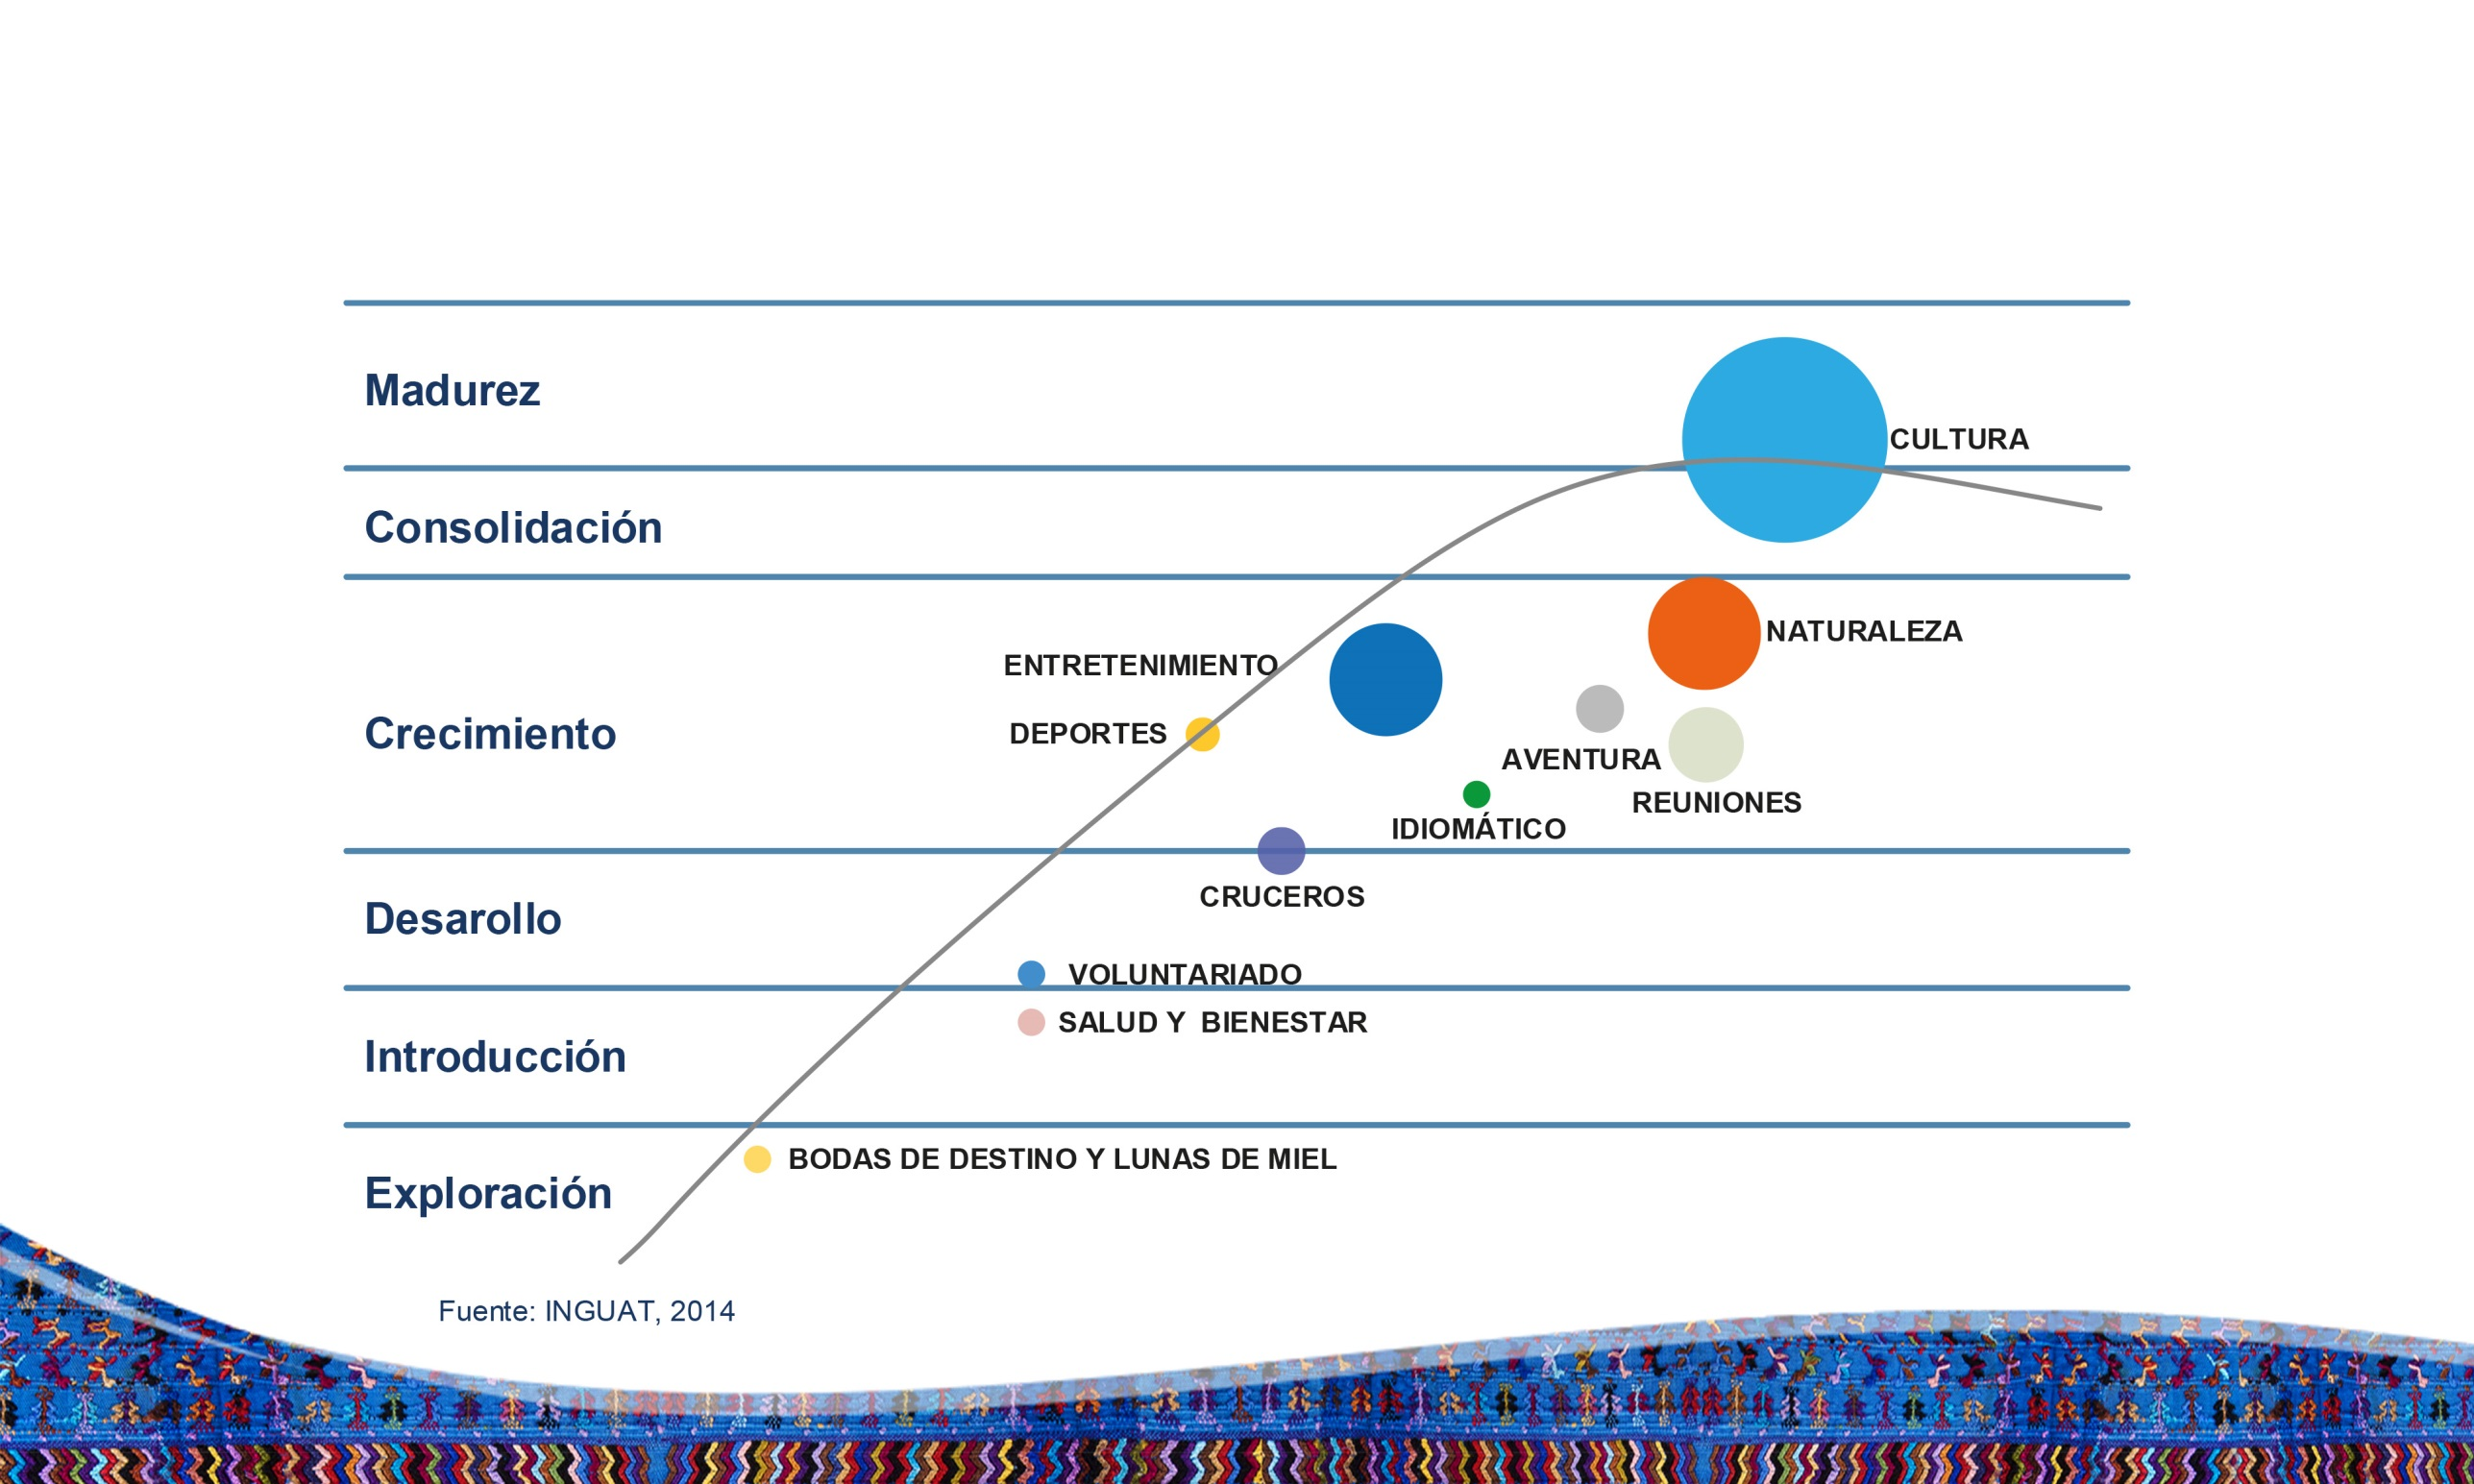 Madurez
CULTURA
Consolidación
NATURALEZA
ENTRETENIMIENTO
Crecimiento
DEPORTES
AVENTURA
REUNIONES
IDIOMÁTICO
CRUCEROS
Desarollo
VOLUNTARIADO
SALUD Y BIENESTAR
Introducción
BODAS DE DESTINO Y LUNAS DE MIEL
Exploración
Fuente: INGUAT, 2014